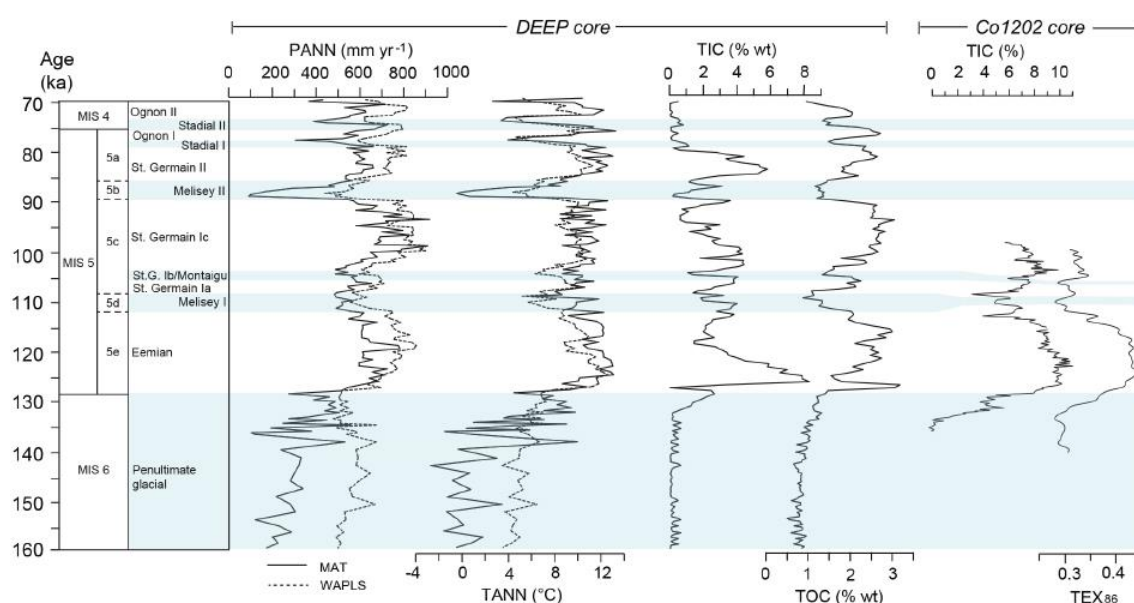 DEEP core
Co1202 core
Age
(ka)
PANN (mm yr-1)
TIC (% wt)
TIC (%)
0 200 400 600 800 1000
0 2 4 6 8
0 2 4 6 8 10
70
80
90
100
110
120
130
140
150
160
MIS 4
MIS 5
MIS 6
5a
5b
5c
5d
5e
Ognon II
Stadial II
Ognon I
Stadial I
St. Germain II
Melisey II
St. Germain Ic
St.G. Ib/Montaigu
St. Germain Ia
Melisey I
Eemian
Penultimate
glacial
MAT
WAPLS
-4 0 4 8 12
TANN (°C)
0 1 2 3
TOC (% wt)
0.3 0.4
TEX86